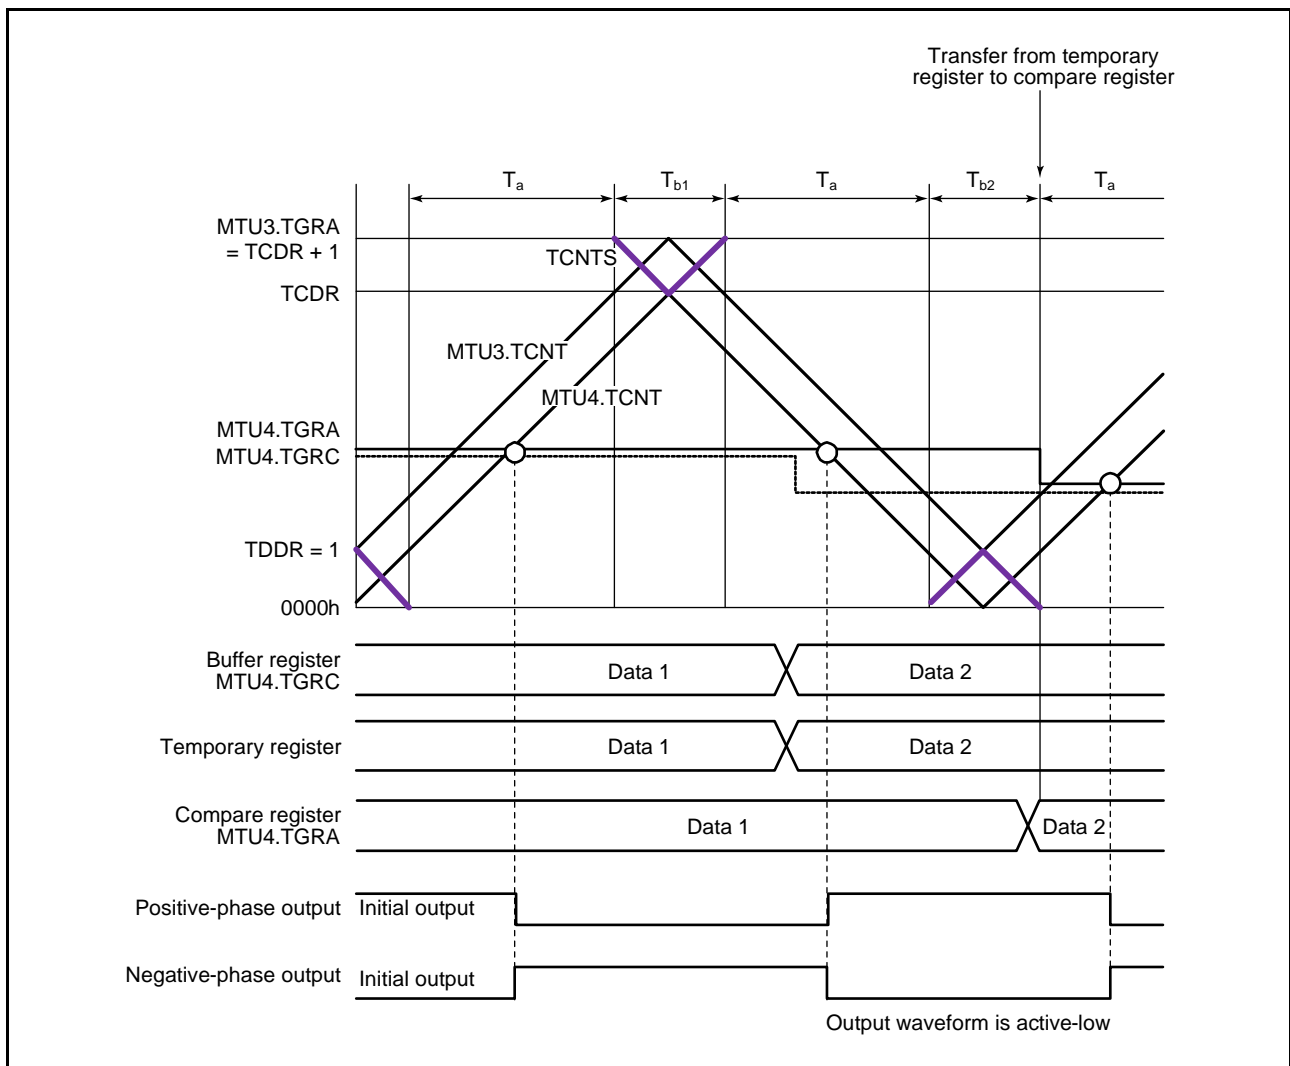 Transfer from temporary
register to compare register
Ta
Tb1
Ta
Tb2
Ta
MTU3.TGRA
= TCDR + 1
TCNTS
TCDR
MTU3.TCNT
MTU4.TCNT
MTU4.TGRA
MTU4.TGRC
TDDR = 1
0000h
Buffer register
MTU4.TGRC
Data 1
Data 2
Temporary register
Data 1
Data 2
Compare register
MTU4.TGRA
Data 1
Data 2
Positive-phase output
Initial output
Negative-phase output
Initial output
Output waveform is active-low